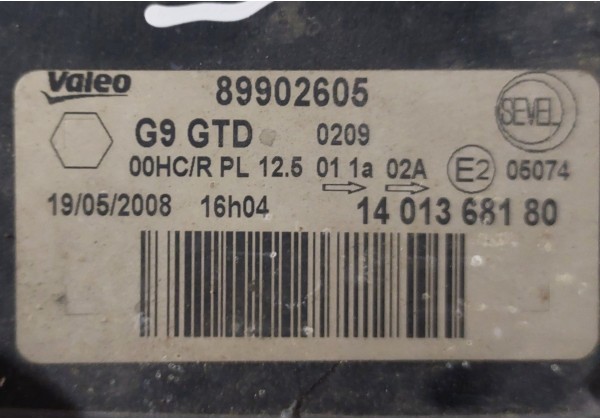 Valeo 89902605 SEVEL
G9 GTD 0209
00HC/R PL 12.5 01 1a 02A E2 05074
19/05/2008 16h04 14 013 681 80